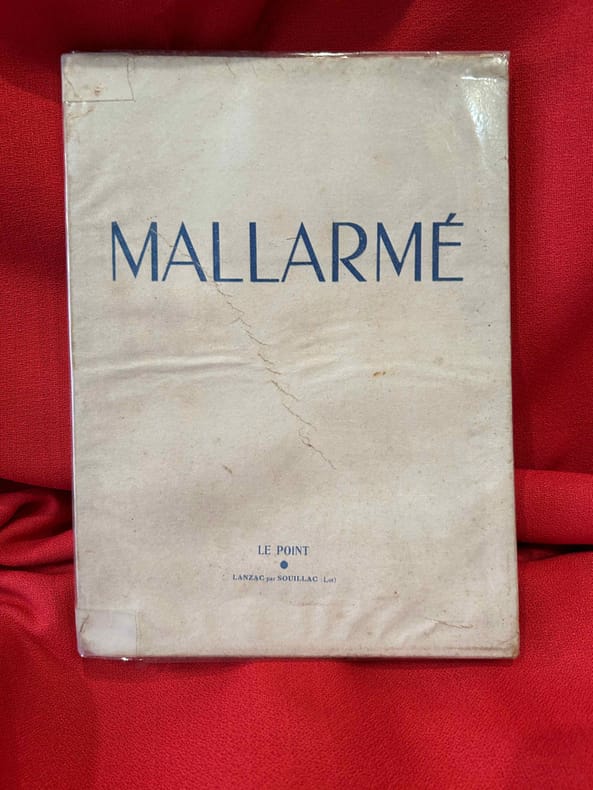 MALLARMÉ
LE POINT
LANZAC par SOUILLAC (Lot)